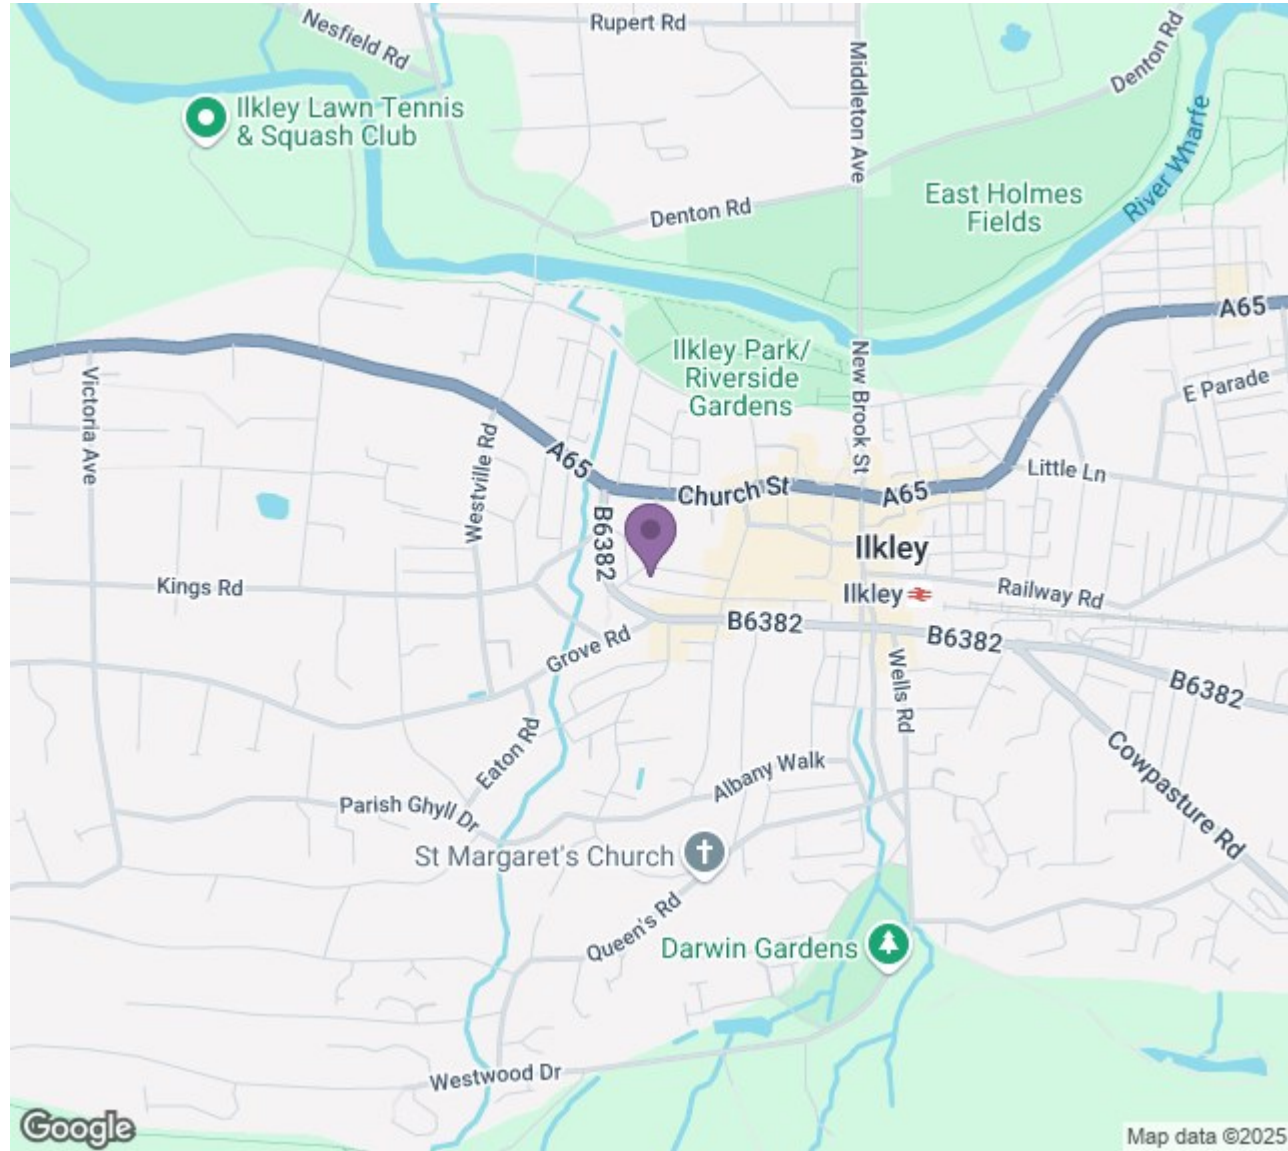 Nesfield Rd
Rupert Rd
Middleton Ave
Denton Rd
Ilkley Lawn Tennis
& Squash Club
River Wharfe
East Holmes
Fields
Denton Rd
A65
Ilkley Park/
Riverside
Gardens
New Brook St
E Parade
Victoria Ave
Westville Rd
A65
Little Ln
Church St
A65
B6382
Ilkley
Kings Rd
Ilkley
Railway Rd
B6382
B6382
Grove Rd
Wells Rd
B6382
Eaton Rd
Albany Walk
Cowpasture Rd
Parish Ghyll Dr
St Margaret's Church
Queen's Rd
Darwin Gardens
Westwood Dr
Google
Map data ©2025